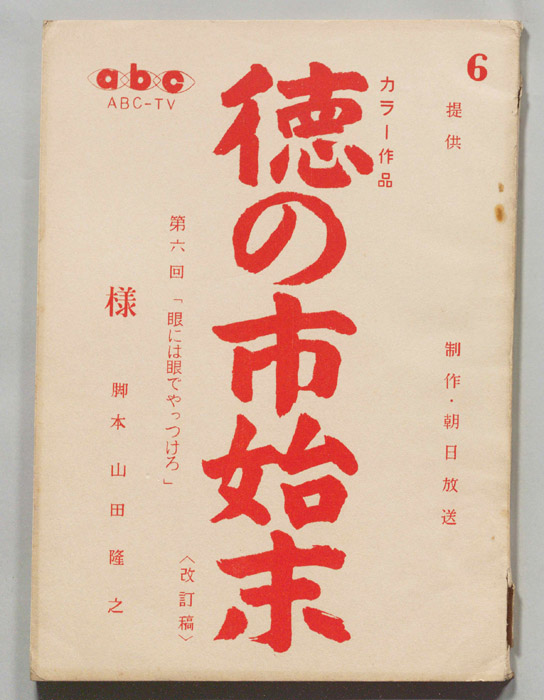 6
提供
制作・朝日放送
カラー作品
徳の市始末
abc
ABC-TV
第六回「眼には眼でやっつけろ」
〈改訂稿〉
様
脚本 山田隆之